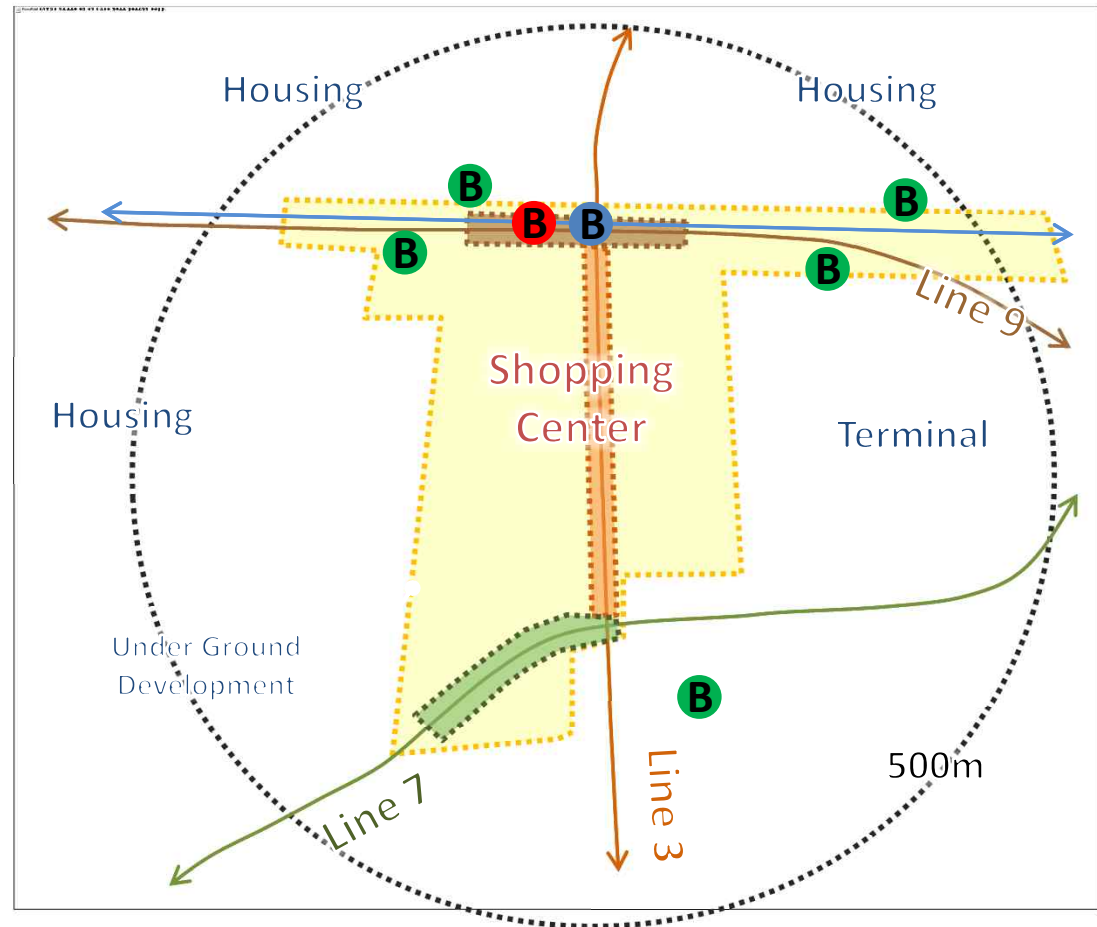 Housing
Housing
B
B
B
B
B
B
Line 9
Shopping
Center
Housing
Terminal
Under Ground
Development
B
500m
Line 7
Line 3